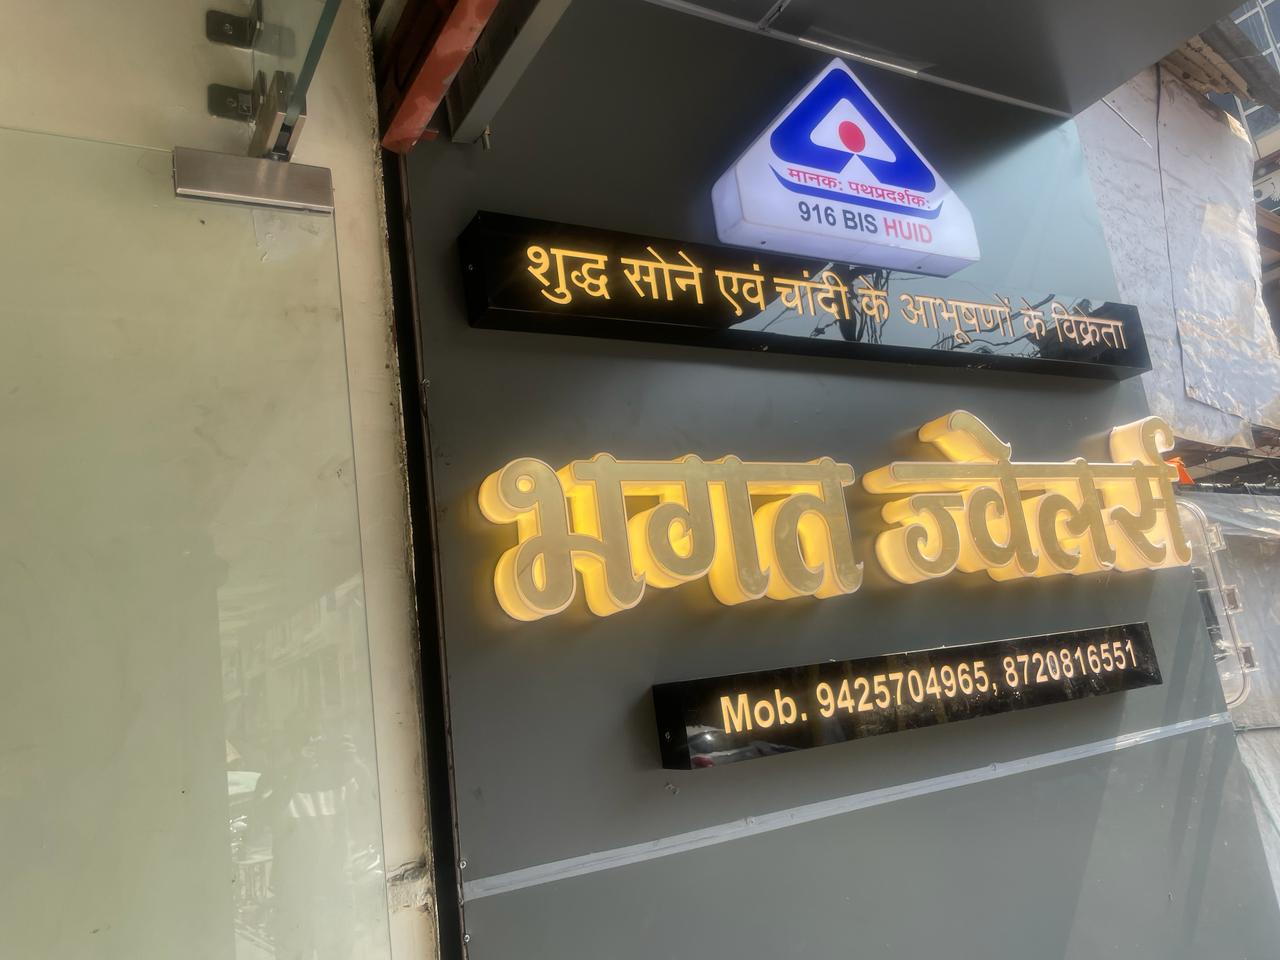 मानक: पथप्रदर्शक:
916 BIS HUID
शुद्ध सोने एवं चांदी के आभूषणों के विक्रेता
भगत ज्वेलर्स
Mob. 9425704965, 8720816551